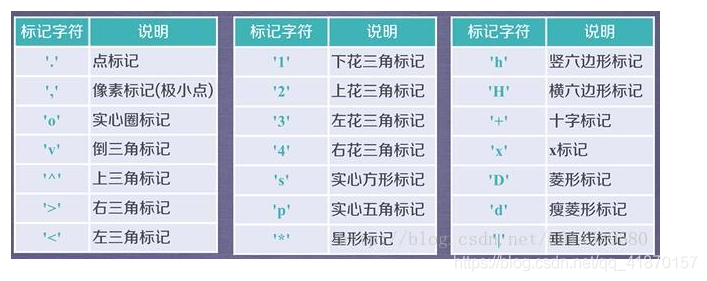 标记字符 说明
'.' 点标记
',' 像素标记(极小点)
'o' 实心圈标记
'v' 倒三角标记
'^' 上三角标记
'>' 右三角标记
'<' 左三角标记
标记字符 说明
'1' 下花三角标记
'2' 上花三角标记
'3' 左花三角标记
'4' 右花三角标记
's' 实心方形标记
'p' 实心五角标记
'*' 星形标记
标记字符 说明
'h' 竖六边形标记
'H' 横六边形标记
'+' 十字标记
'x' x标记
'D' 菱形标记
'd' 瘦菱形标记
'|' 垂直线标记
https://blog.csdn.net/qq_41870157